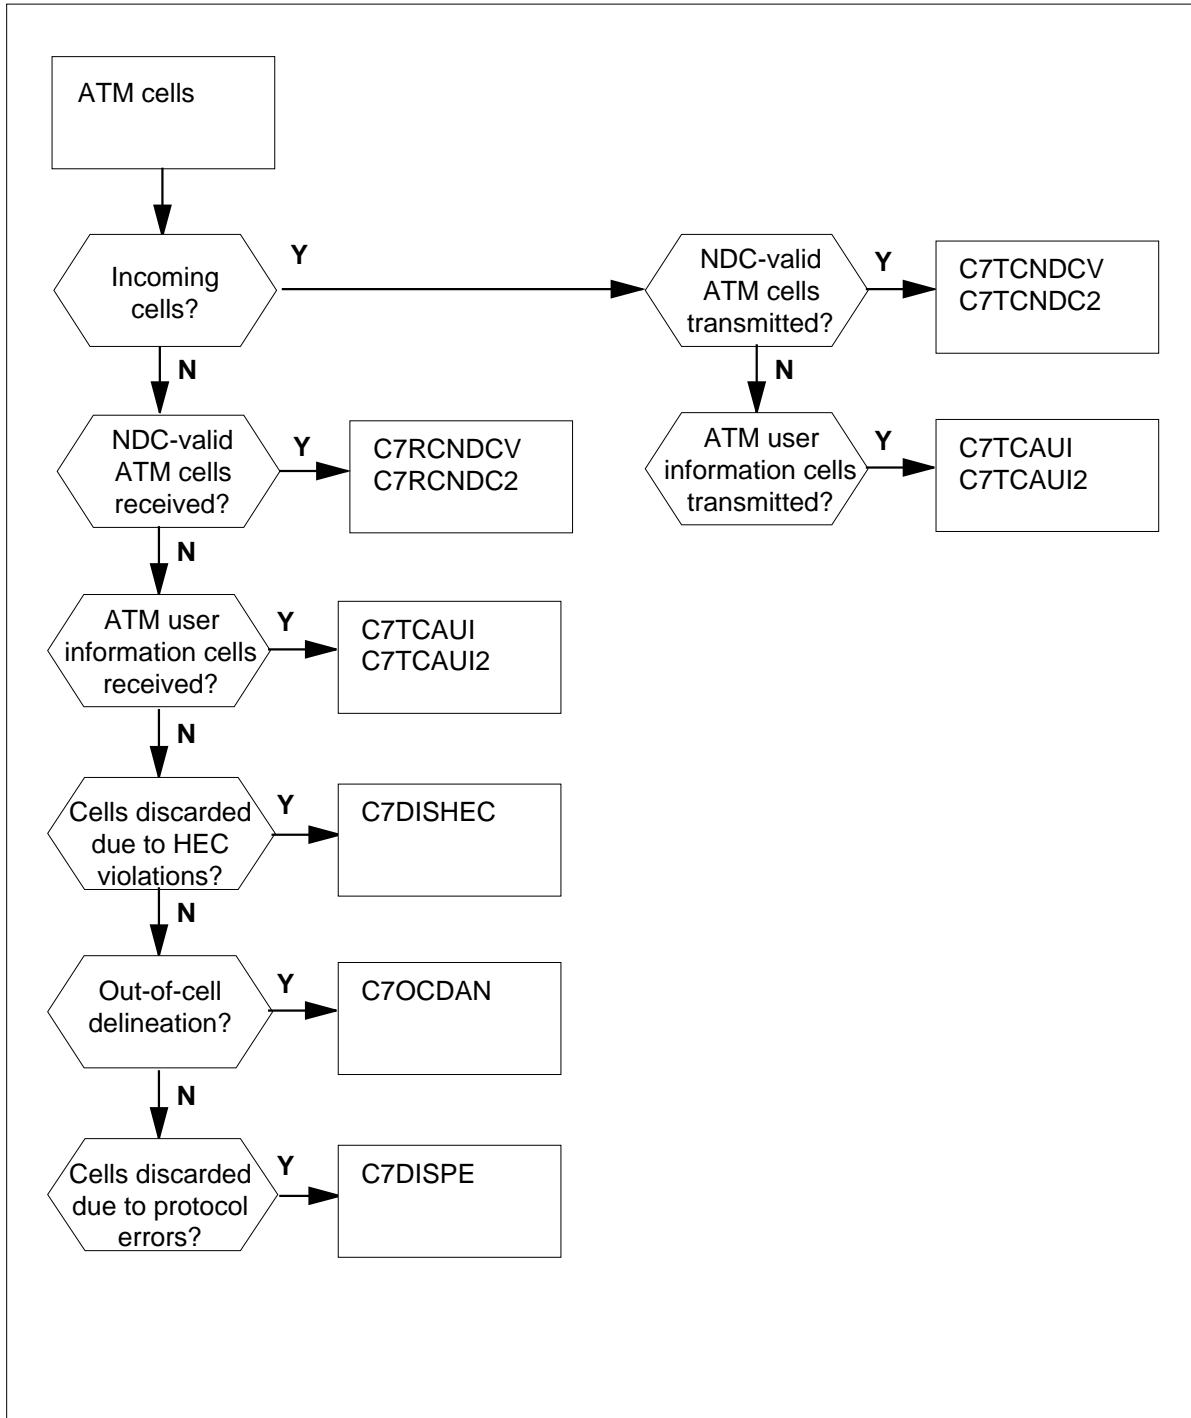 ATM cells
Incoming
cells?
Y
NDC-valid
ATM cells
transmitted?
Y
C7TCNDCV
C7TCNDC2
N
N
NDC-valid
ATM cells
received?
Y
C7RCNDCV
C7RCNDC2
ATM user
information cells
transmitted?
Y
C7TCAUI
C7TCAUI2
N
ATM user
information cells
received?
Y
C7TCAUI
C7TCAUI2
N
Cells discarded
due to HEC
violations?
Y
C7DISHEC
N
Out-of-cell
delineation?
Y
C7OCDAN
N
Cells discarded
due to protocol
errors?
Y
C7DISPE